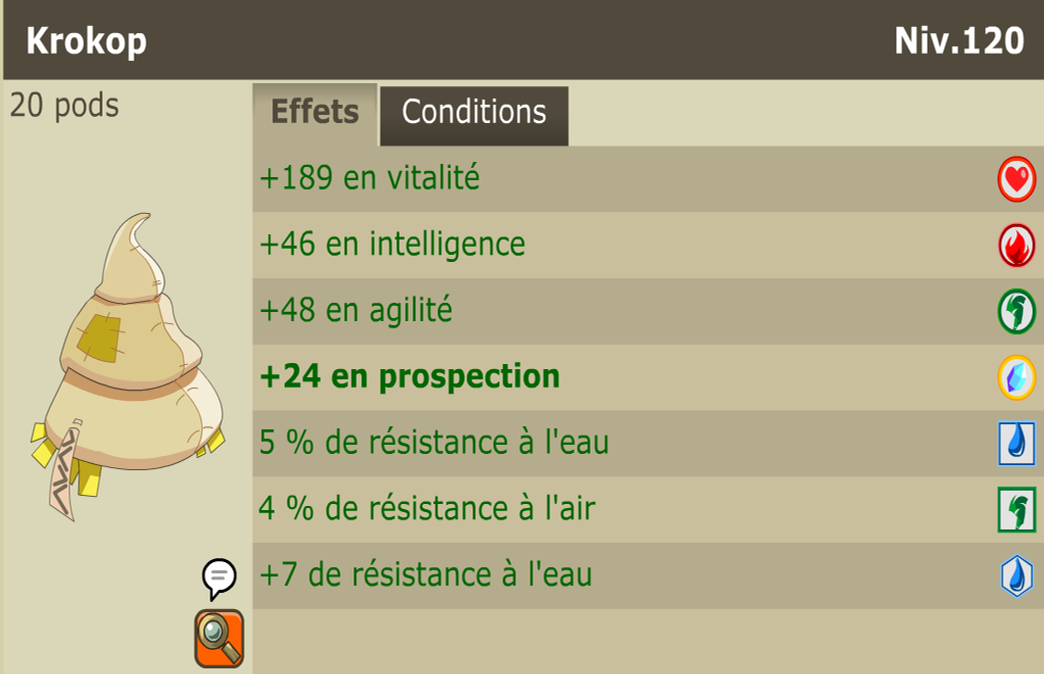 Krokop
Niv.120
20 pods
Effets
Conditions
+189 en vitalité
+46 en intelligence
+48 en agilité
+24 en prospection
5 % de résistance à l'eau
4 % de résistance à l'air
+7 de résistance à l'eau